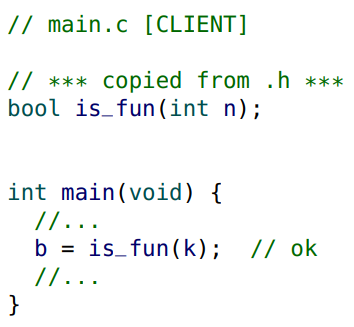 // main.c [CLIENT]
// *** copied from .h ***
bool is_fun(int n);
int main(void) {
//...
b = is_fun(k);  // ok
//...
}